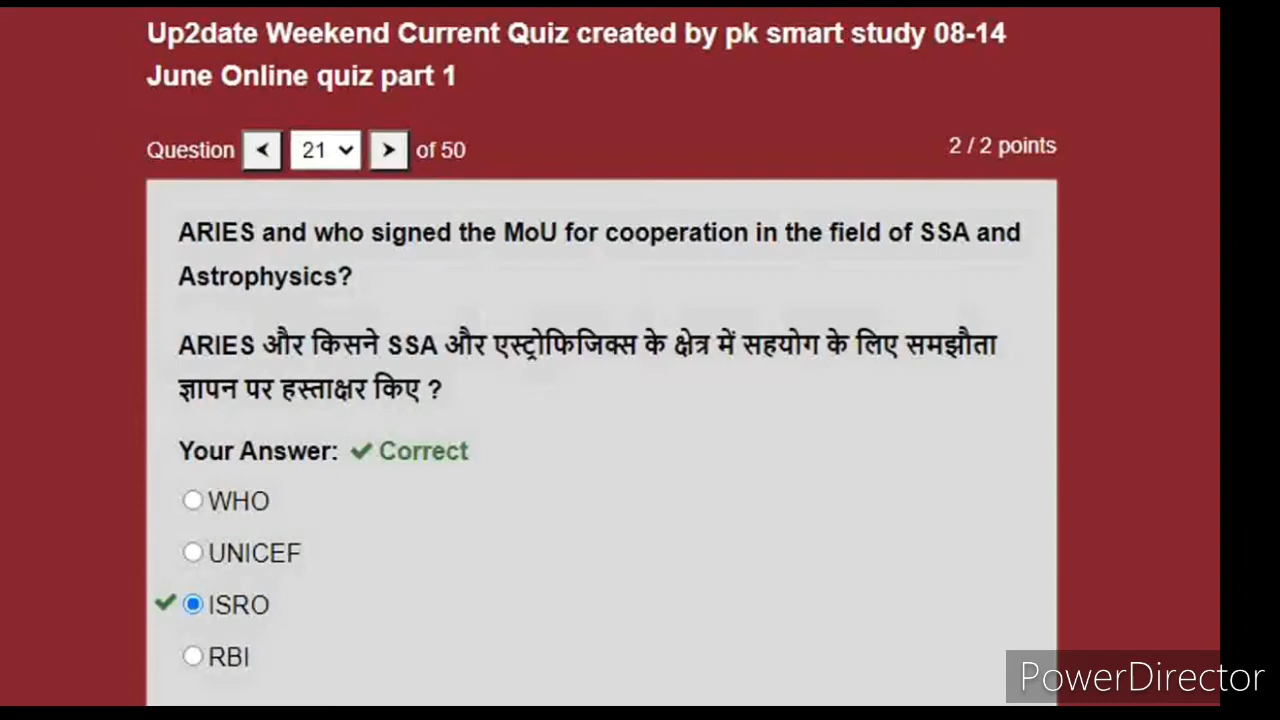 Up2date Weekend Current Quiz created by pk smart study 08-14
June Online quiz part 1
Question 21 of 50
2 / 2 points
ARIES and who signed the MoU for cooperation in the field of SSA and
Astrophysics?
ARIES और किसने SSA और एस्ट्रोफिजिक्स के क्षेत्र में सहयोग के लिए समझौता
ज्ञापन पर हस्ताक्षर किए ?
Your Answer: Correct
WHO
UNICEF
ISRO
RBI
PowerDirector